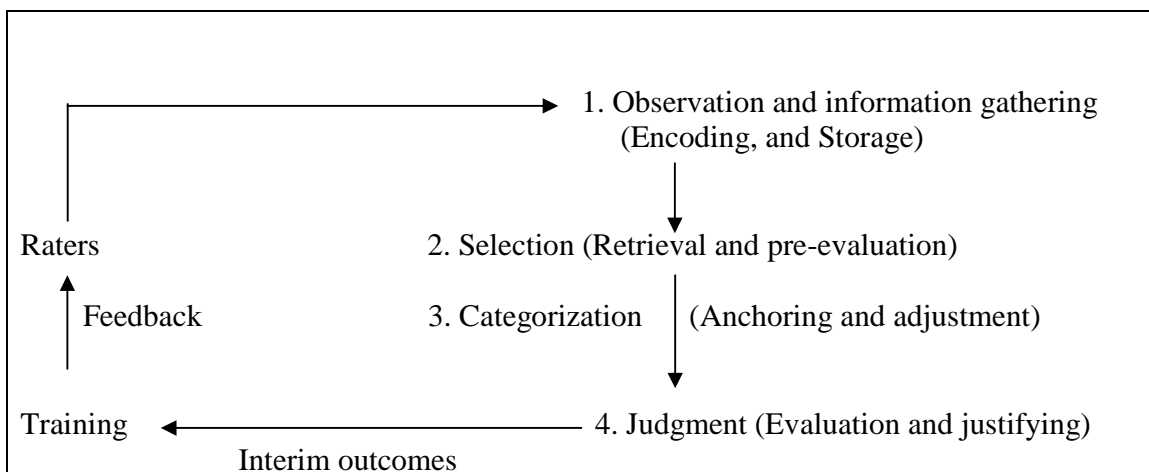 1. Observation and information gathering
(Encoding, and Storage)
Raters 2. Selection (Retrieval and pre-evaluation)
Feedback 3. Categorization (Anchoring and adjustment)
Training 4. Judgment (Evaluation and justifying)
Interim outcomes